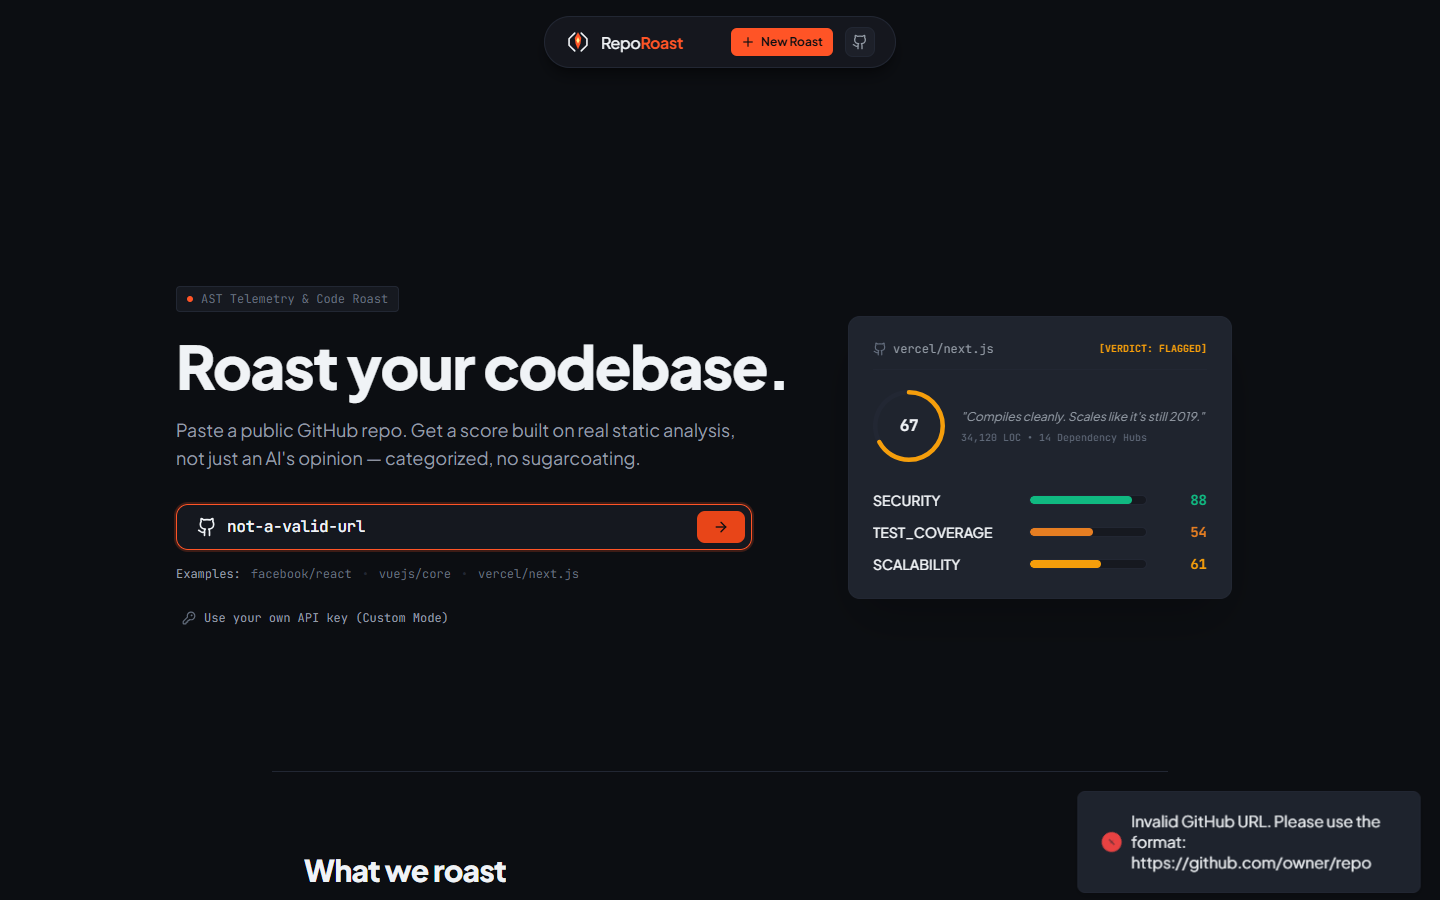 RepoRoast
New Roast
AST Telemetry & Code Roast
Roast your codebase.
Paste a public GitHub repo. Get a score built on real static analysis,
not just an AI's opinion — categorized, no sugarcoating.
not-a-valid-url
Examples: facebook/react · vuejs/core · vercel/next.js
Use your own API key (Custom Mode)
vercel/next.js [VERDICT: FLAGGED]
67
"Compiles cleanly. Scales like it's still 2019."
34,120 LOC • 14 Dependency Hubs
SECURITY 88
TEST_COVERAGE 54
SCALABILITY 61
What we roast
Invalid GitHub URL. Please use the
format:
https://github.com/owner/repo